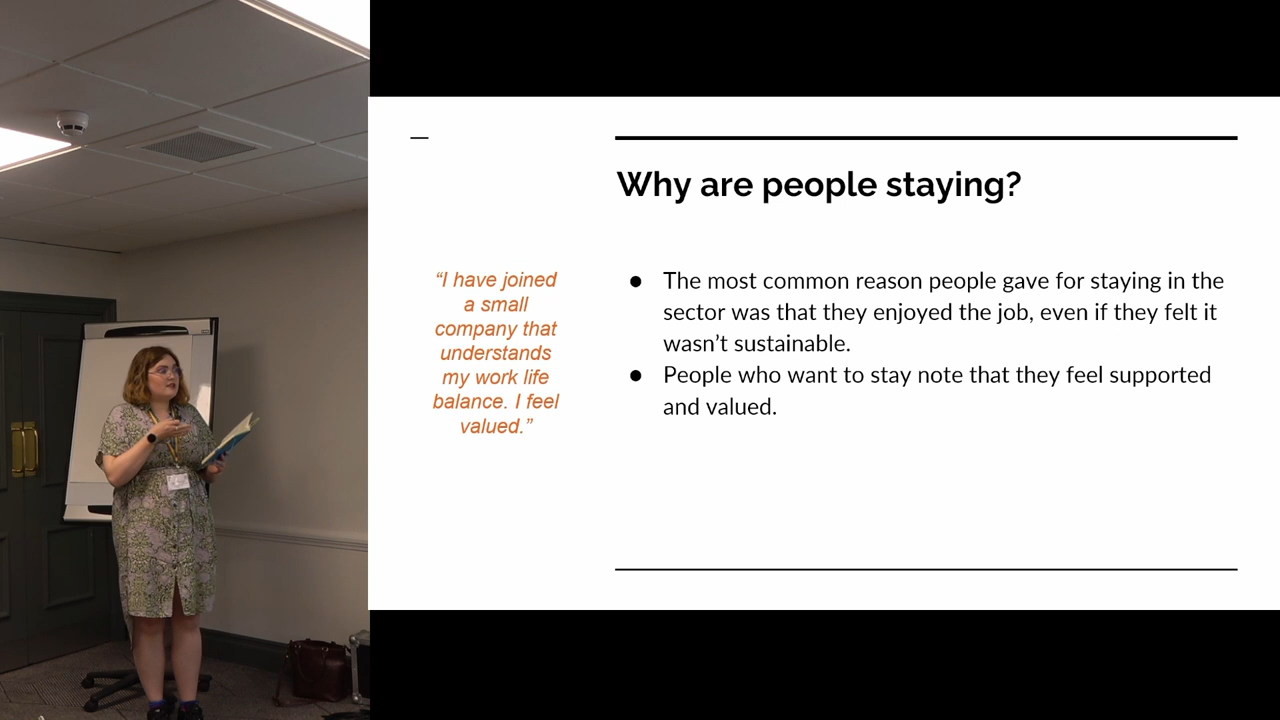 Why are people staying?
“I have joined
a small
company that
understands
my work life
balance. I feel
valued.”
● The most common reason people gave for staying in the
sector was that they enjoyed the job, even if they felt it
wasn’t sustainable.
● People who want to stay note that they feel supported
and valued.